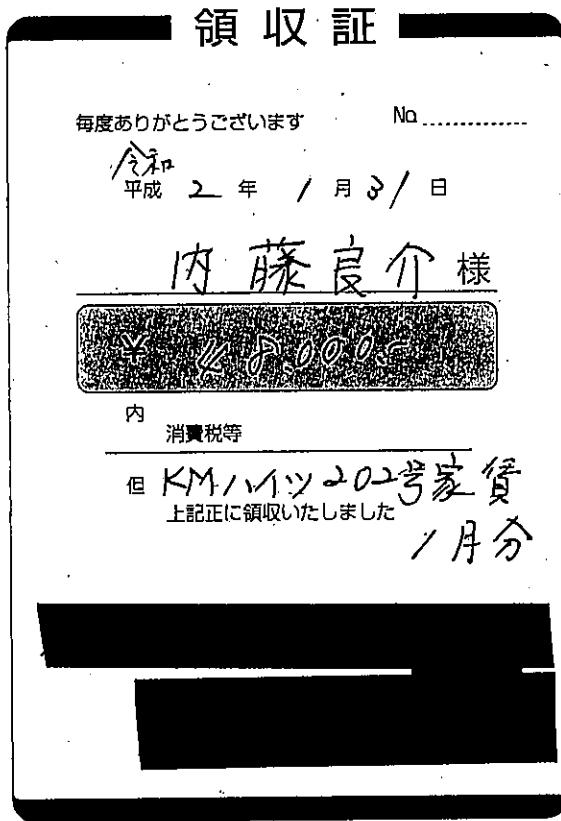 領収証
毎度ありがとうございます No
令和
平成 2 年 1 月 31 日
内藤良介 様
¥ 48,000.-
内
消費税等
但 KMハイツ202号家賃
上記正に領収いたしました
1月分